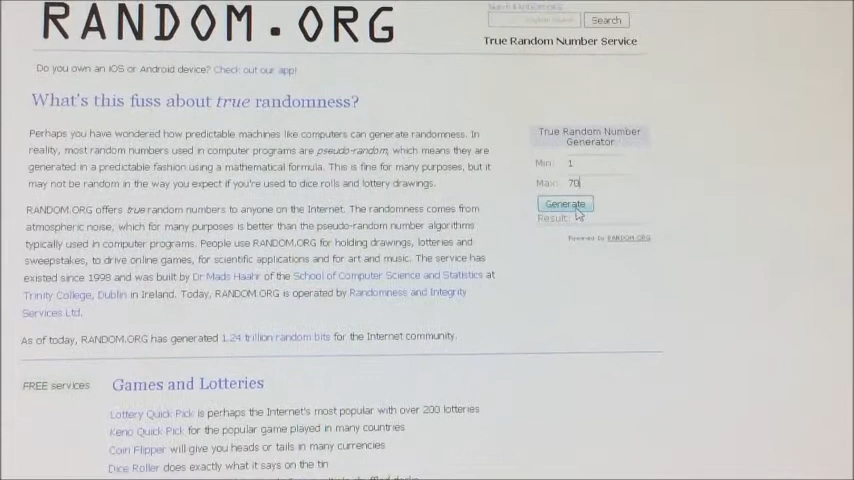 RANDOM.ORG
Search RANDOM.ORG
Search
True Random Number Service
Do you own an iOS or Android device? Check out our app!
What's this fuss about true randomness?
Perhaps you have wondered how predictable machines like computers can generate randomness. In
reality, most random numbers used in computer programs are pseudo-random, which means they are
generated in a predictable fashion using a mathematical formula. This is fine for many purposes, but it
may not be random in the way you expect if you're used to dice rolls and lottery drawings.
RANDOM.ORG offers true random numbers to anyone on the Internet. The randomness comes from
atmospheric noise, which for many purposes is better than the pseudo-random number algorithms
typically used in computer programs. People use RANDOM.ORG for holding drawings, lotteries and
sweepstakes, to drive online games, for scientific applications and for art and music. The service has
existed since 1998 and was built by Dr Mads Haahr of the School of Computer Science and Statistics at
Trinity College, Dublin in Ireland. Today, RANDOM.ORG is operated by Randomness and Integrity
Services Ltd.
As of today, RANDOM.ORG has generated 1.24 trillion random bits for the Internet community.
True Random Number
Generator
Min: 1
Max: 70
Generate
Result:
Powered by RANDOM.ORG
FREE services
Games and Lotteries
Lottery Quick Pick is perhaps the Internet's most popular with over 200 lotteries
Keno Quick Pick for the popular game played in many countries
Coin Flipper will give you heads or tails in many currencies
Dice Roller does exactly what it says on the tin